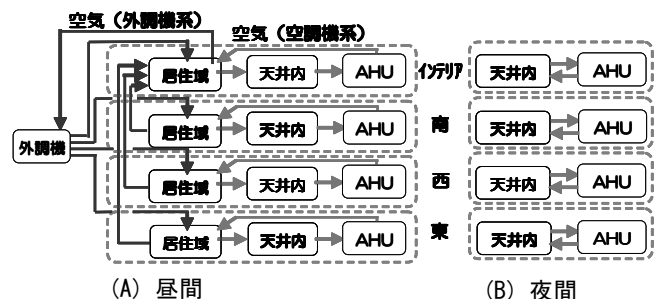 空気（外調機系）
空気（空調機系）
居住域 天井内 AHU インテリア 天井内 AHU
居住域 天井内 AHU 南 天井内 AHU
外調機
居住域 天井内 AHU 西 天井内 AHU
居住域 天井内 AHU 東 天井内 AHU
(A) 昼間
(B) 夜間